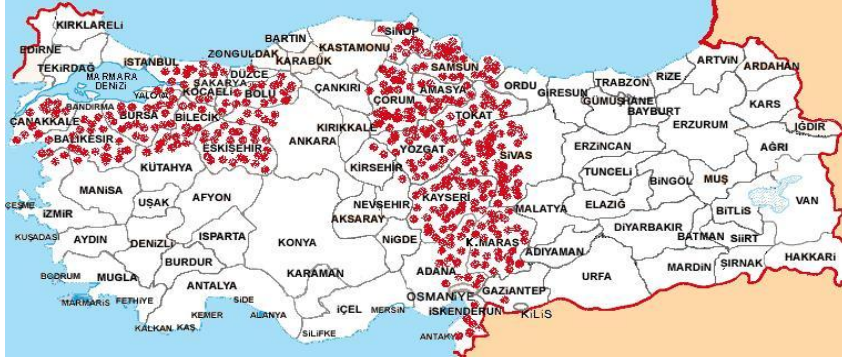 KIRKLARELİ
EDİRNE
TEKİRDAĞ
İSTANBUL
MARMARA
DENİZİ
YALOVA
KOCAELİ
SAKARYA
DÜZCE
ZONGULDAK
BARTIN
KARABÜK
KASTAMONU
SİNOP
SAMSUN
ORDU
GİRESUN
TRABZON
RİZE
ARTVİN
ARDAHAN
GÜMÜŞHANE
BAYBURT
KARS
IĞDIR
BANDIRMA
ÇANAKKALE
BURSA
BİLECİK
BOLU
ÇANKIRI
ÇORUM
AMASYA
TOKAT
ERZURUM
AĞRI
BALIKESİR
ESKİŞEHİR
ANKARA
KIRIKKALE
YOZGAT
SİVAS
ERZİNCAN
KÜTAHYA
KIRŞEHİR
TUNCELİ
BİNGÖL
MUŞ
MANİSA
UŞAK
AFYON
NEVŞEHİR
KAYSERİ
MALATYA
ELAZIĞ
BİTLİS
VAN
ÇEŞME
İZMİR
AKSARAY
DİYARBAKIR
BATMAN
SİİRT
KUŞADASI
AYDIN
DENİZLİ
ISPARTA
KONYA
NİĞDE
K.MARAS
ADIYAMAN
HAKKARİ
BURDUR
MARDİN
ŞIRNAK
BODRUM
MUGLA
KARAMAN
ADANA
URFA
MARMARİS
FETHİYE
ANTALYA
SİDE
OSMANİYE
GAZİANTEP
KALKAN
KAŞ
KEMER
ALANYA
İÇEL
MERSİN
İSKENDERUN
KİLİS
SİLİFKE
ANTAKY